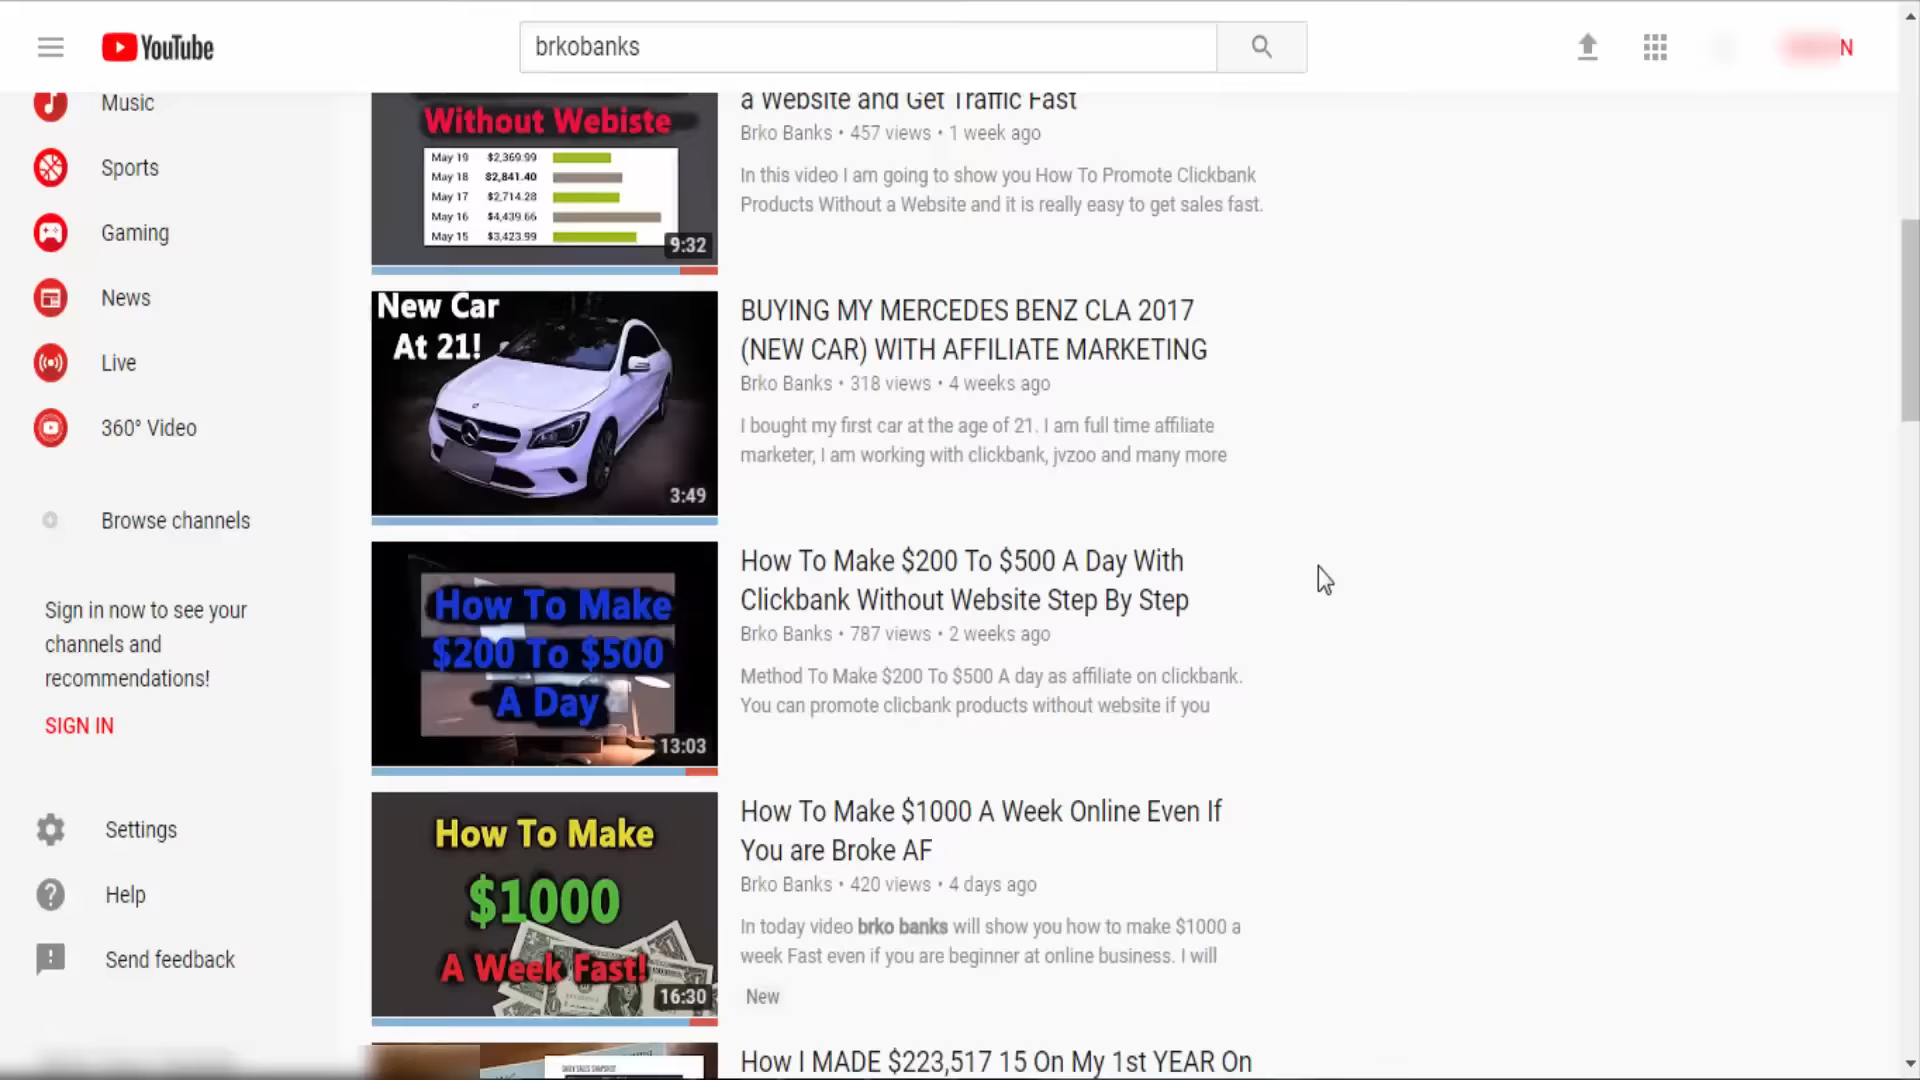 YouTube
brkobanks
N
Music
Sports
Gaming
News
Live
360° Video
Browse channels
Sign in now to see your
channels and
recommendations!
SIGN IN
Settings
Help
Send feedback
Without Webiste
May 19 $2,369.99
May 18 $2,841.40
May 17 $2,714.28
May 16 $4,439.66
May 15 $3,423.99
9:32
a Website and Get Traffic Fast
Brko Banks • 457 views • 1 week ago
In this video I am going to show you How To Promote Clickbank
Products Without a Website and it is really easy to get sales fast.
New Car
At 21!
3:49
BUYING MY MERCEDES BENZ CLA 2017
(NEW CAR) WITH AFFILIATE MARKETING
Brko Banks • 318 views • 4 weeks ago
I bought my first car at the age of 21. I am full time affiliate
marketer, I am working with clickbank, jvzoo and many more
How To Make
$200 To $500
A Day
13:03
How To Make $200 To $500 A Day With
Clickbank Without Website Step By Step
Brko Banks • 787 views • 2 weeks ago
Method To Make $200 To $500 A day as affiliate on clickbank.
You can promote clicbank products without website if you
How To Make
$1000
A Week Fast!
16:30
How To Make $1000 A Week Online Even If
You are Broke AF
Brko Banks • 420 views • 4 days ago
In today video brko banks will show you how to make $1000 a
week Fast even if you are beginner at online business. I will
New
How I MADE $223,517 15 On My 1st YEAR On